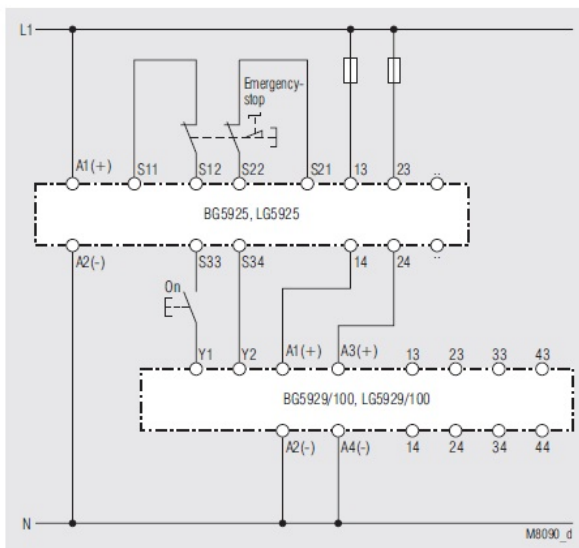 L1
Emergency-
stop
A1(+) S11 S12 S22 S21 13 23 ..
BG5925, LG5925
A2(-) S33 S34 14 24 ..
On
Y1 Y2 A1(+) A3(+) 13 23 33 43
BG5929/100, LG5929/100
A2(-) A4(-) 14 24 34 44
N
M8090_d